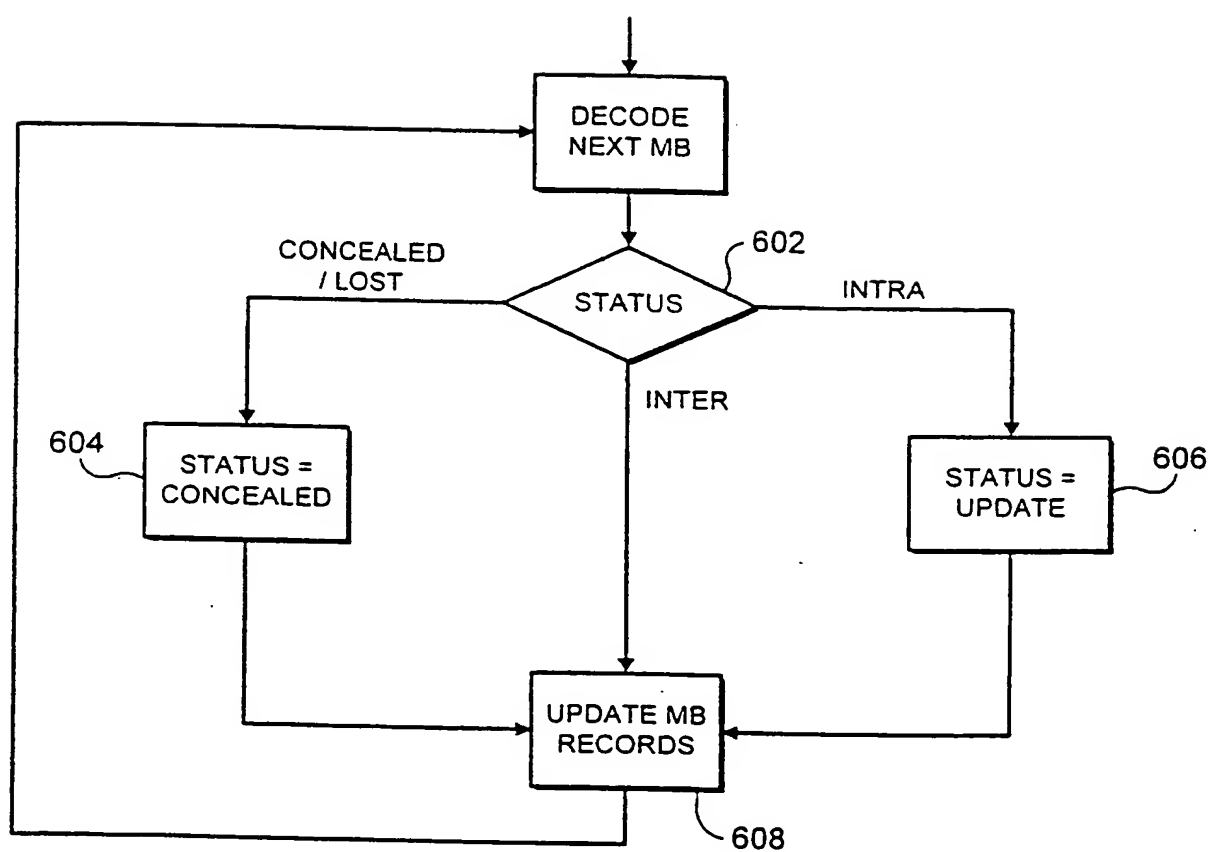 DECODE
NEXT MB
602
CONCEALED
/ LOST
STATUS
INTRA
INTER
604
STATUS =
CONCEALED
STATUS =
UPDATE
606
UPDATE MB
RECORDS
608